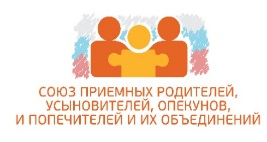 СОЮЗ ПРИЕМНЫХ РОДИТЕЛЕЙ,
УСЫНОВИТЕЛЕЙ, ОПЕКУНОВ,
И ПОПЕЧИТЕЛЕЙ И ИХ ОБЪЕДИНЕНИЙ